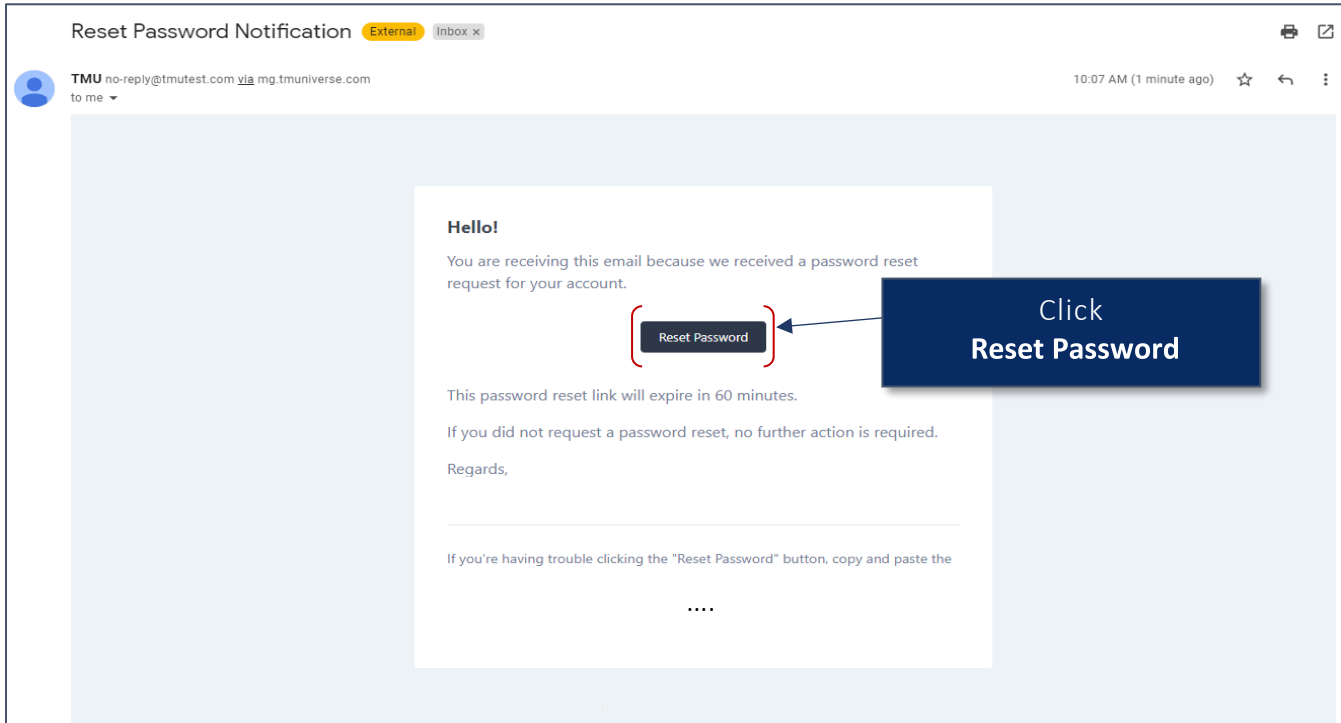 Reset Password Notification External Inbox x
TMU no-reply@tmutest.com via mg.tmuniverse.com 10:07 AM (1 minute ago)
to me
Hello!
You are receiving this email because we received a password reset
request for your account.
Reset Password
Click
Reset Password
This password reset link will expire in 60 minutes.
If you did not request a password reset, no further action is required.
Regards,
If you're having trouble clicking the "Reset Password" button, copy and paste the
....